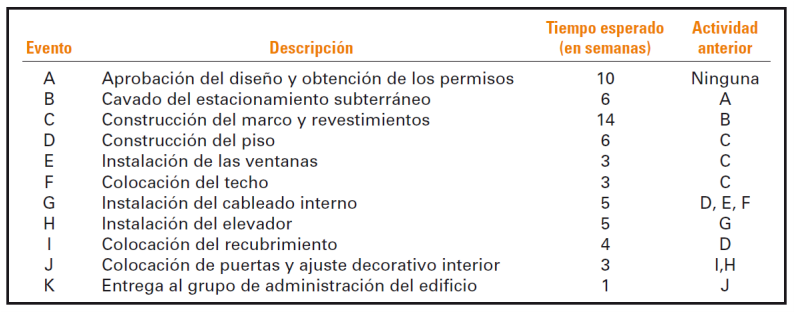 Tiempo esperado Actividad
Evento Descripción (en semanas) anterior
A Aprobación del diseño y obtención de los permisos 10 Ninguna
B Cavado del estacionamiento subterráneo 6 A
C Construcción del marco y revestimientos 14 B
D Construcción del piso 6 C
E Instalación de las ventanas 3 C
F Colocación del techo 3 C
G Instalación del cableado interno 5 D, E, F
H Instalación del elevador 5 G
I Colocación del recubrimiento 4 D
J Colocación de puertas y ajuste decorativo interior 3 I,H
K Entrega al grupo de administración del edificio 1 J